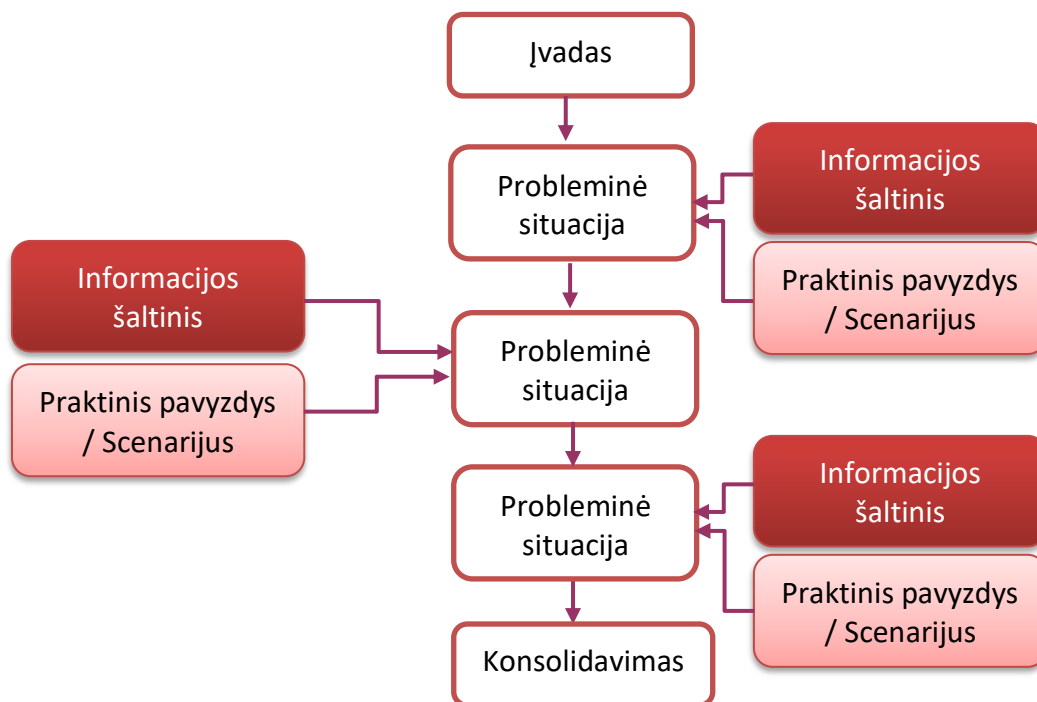 Įvadas
Probleminė
situacija
Informacijos
šaltinis
Praktinis pavyzdys
/ Scenarijus
Informacijos
šaltinis
Praktinis pavyzdys
/ Scenarijus
Probleminė
situacija
Probleminė
situacija
Informacijos
šaltinis
Praktinis pavyzdys
/ Scenarijus
Konsolidavimas